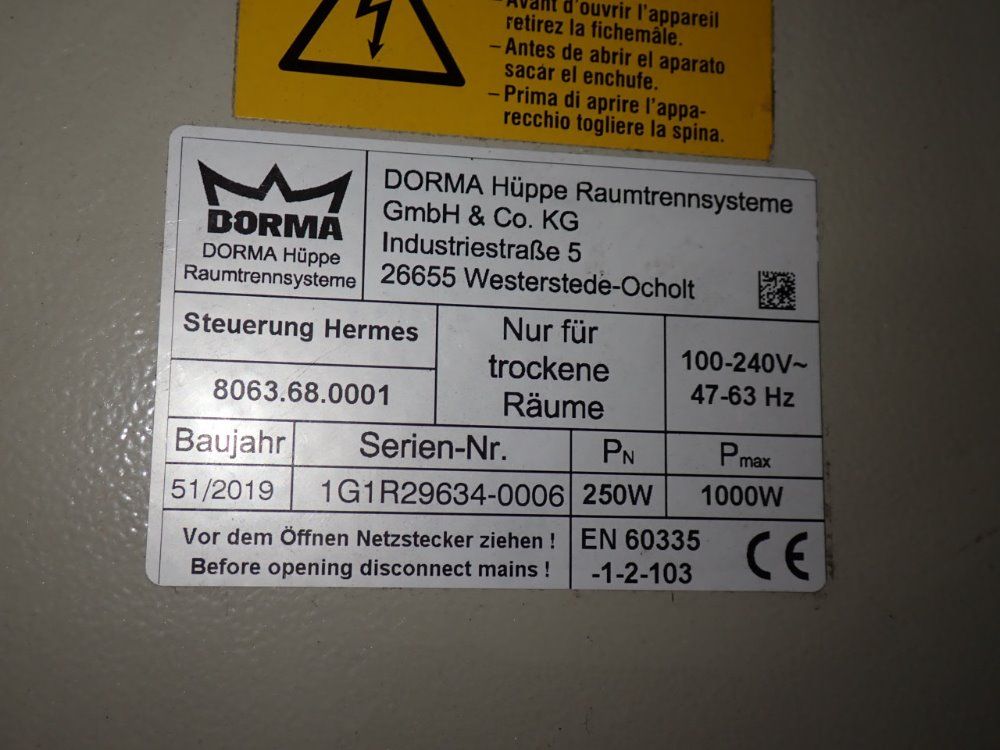 – Avant d'ouvrir l'appareil
retirez la fichemâle.
– Antes de abrir el aparato
sacar el enchufe.
– Prima di aprire l'appa-
recchio togliere la spina.
DORMA
DORMA Hüppe
Raumtrennsysteme
DORMA Hüppe Raumtrennsysteme
GmbH & Co. KG
Industriestraße 5
26655 Westerstede-Ocholt
Steuerung Hermes
8063.68.0001
Nur für
trockene
Räume
100-240V~
47-63 Hz
Baujahr
Serien-Nr.
PN
Pmax
51/2019
1G1R29634-0006
250W
1000W
Vor dem Öffnen Netzstecker ziehen !
Before opening disconnect mains !
EN 60335
-1-2-103
CE